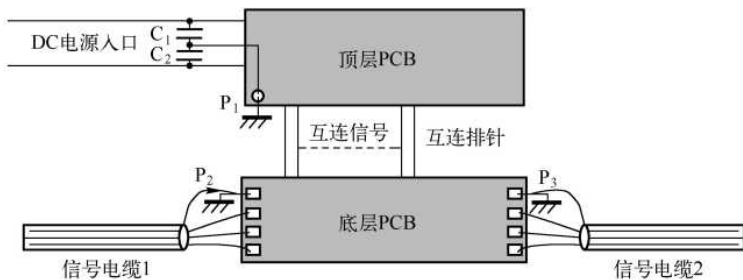 C₁
DC电源入口
C₂
顶层PCB
P₁
互连信号
互连排针
P₂
P₃
底层PCB
信号电缆1
信号电缆2